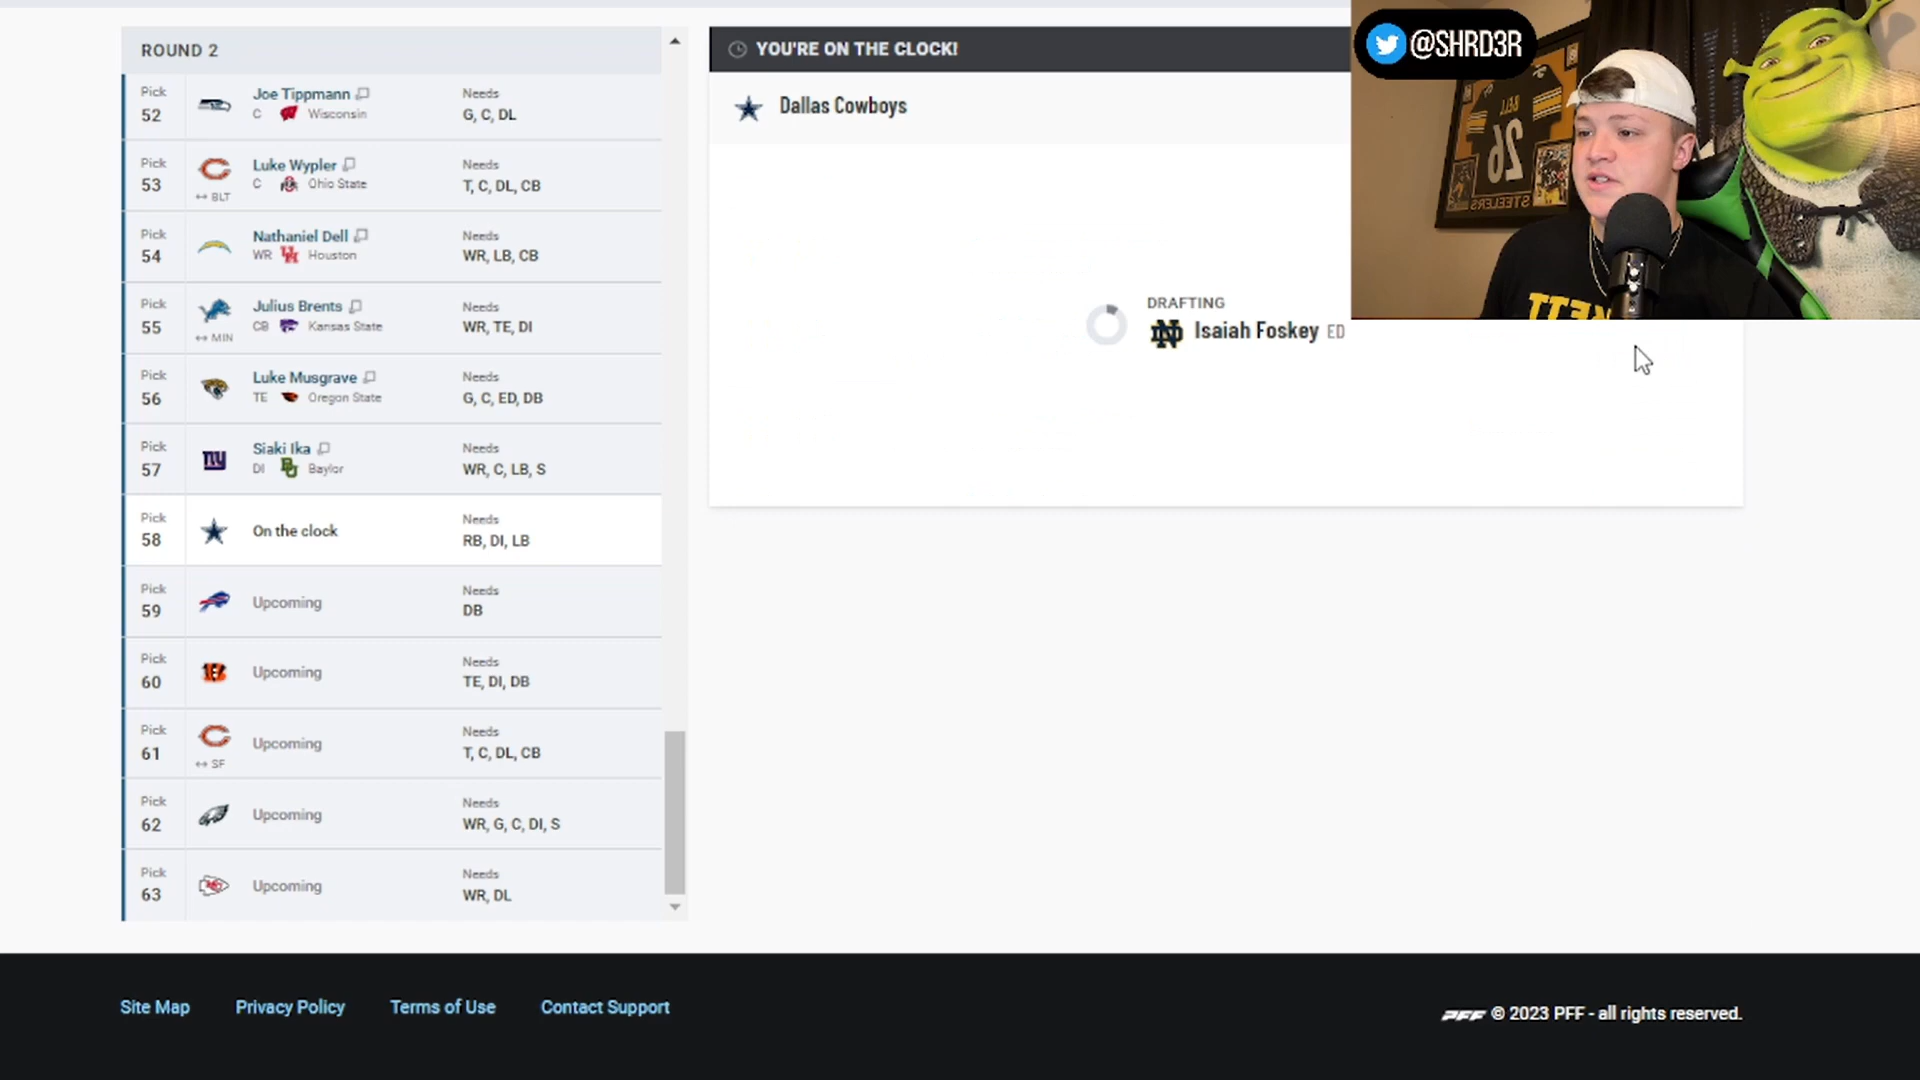 ROUND 2
Pick 52
Joe Tippmann
C Wisconsin
Needs
G, C, DL
Pick 53
↔ BLT
Luke Wypler
C Ohio State
Needs
T, C, DL, CB
Pick 54
Nathaniel Dell
WR Houston
Needs
WR, LB, CB
Pick 55
↔ MIN
Julius Brents
CB Kansas State
Needs
WR, TE, DI
Pick 56
Luke Musgrave
TE Oregon State
Needs
G, C, ED, DB
Pick 57
Siaki Ika
DI Baylor
Needs
WR, C, LB, S
Pick 58
On the clock
Needs
RB, DI, LB
Pick 59
Upcoming
Needs
DB
Pick 60
Upcoming
Needs
TE, DI, DB
Pick 61
↔ SF
Upcoming
Needs
T, C, DL, CB
Pick 62
Upcoming
Needs
WR, G, C, DI, S
Pick 63
Upcoming
Needs
WR, DL
YOU'RE ON THE CLOCK!
Dallas Cowboys
DRAFTING
Isaiah Foskey ED
@SHRD3R
BELL
26
STEELERS
Site Map
Privacy Policy
Terms of Use
Contact Support
PFF © 2023 PFF - all rights reserved.